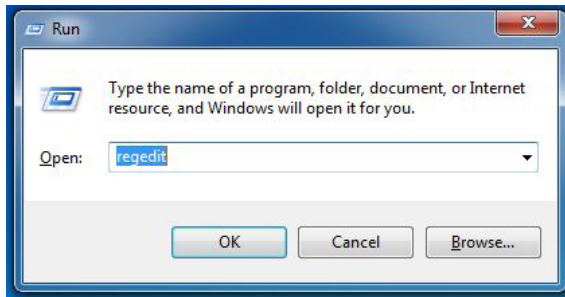 Run
Type the name of a program, folder, document, or Internet
resource, and Windows will open it for you.
Open: regedit
OK Cancel Browse...